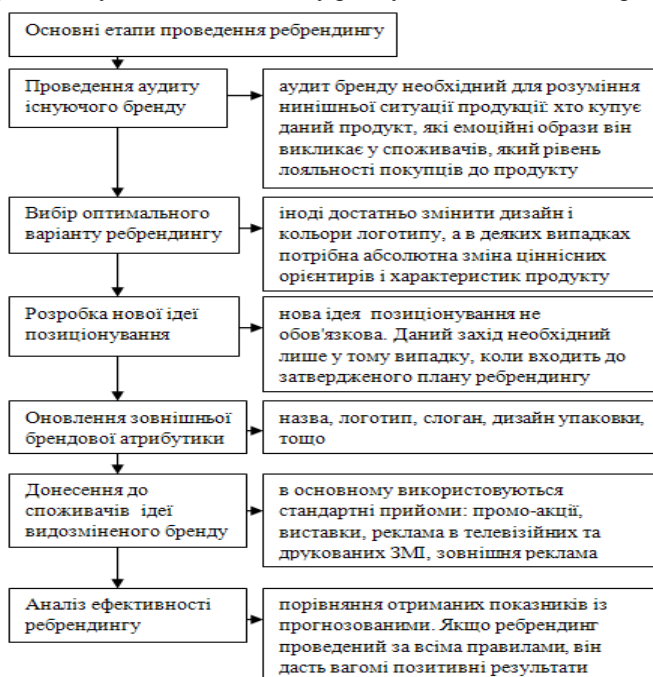 Основні етапи проведення ребрендингу
Проведення аудиту
існуючого бренду
аудит бренду необхідний для розуміння
нинішньої ситуації продукції: хто купує
даний продукт, які емоційні образи він
викликає у споживачів, який рівень
лояльності покупців до продукту
Вибір оптимального
варіанту ребрендингу
іноді достатньо змінити дизайн і
кольори логотипу, а в деяких випадках
потрібна абсолютна зміна ціннісних
орієнтирів і характеристик продукту
Розробка нової ідеї
позиціонування
нова ідея позиціонування не
обов'язкова. Даний захід необхідний
лише у тому випадку, коли входить до
затвердженого плану ребрендингу
Оновлення зовнішньої
брендової атрибутики
назва, логотип, слоган, дизайн упаковки,
тощо
Донесення до
споживачів ідеї
видозміненого бренду
в основному використовуються
стандартні прийоми: промо-акції,
виставки, реклама в телевізійних та
друкованих ЗМІ, зовнішня реклама
Аналіз ефективності
ребрендингу
порівняння отриманих показників із
прогнозованими. Якщо ребрендинг
проведений за всіма правилами, він
дасть вагомі позитивні результати